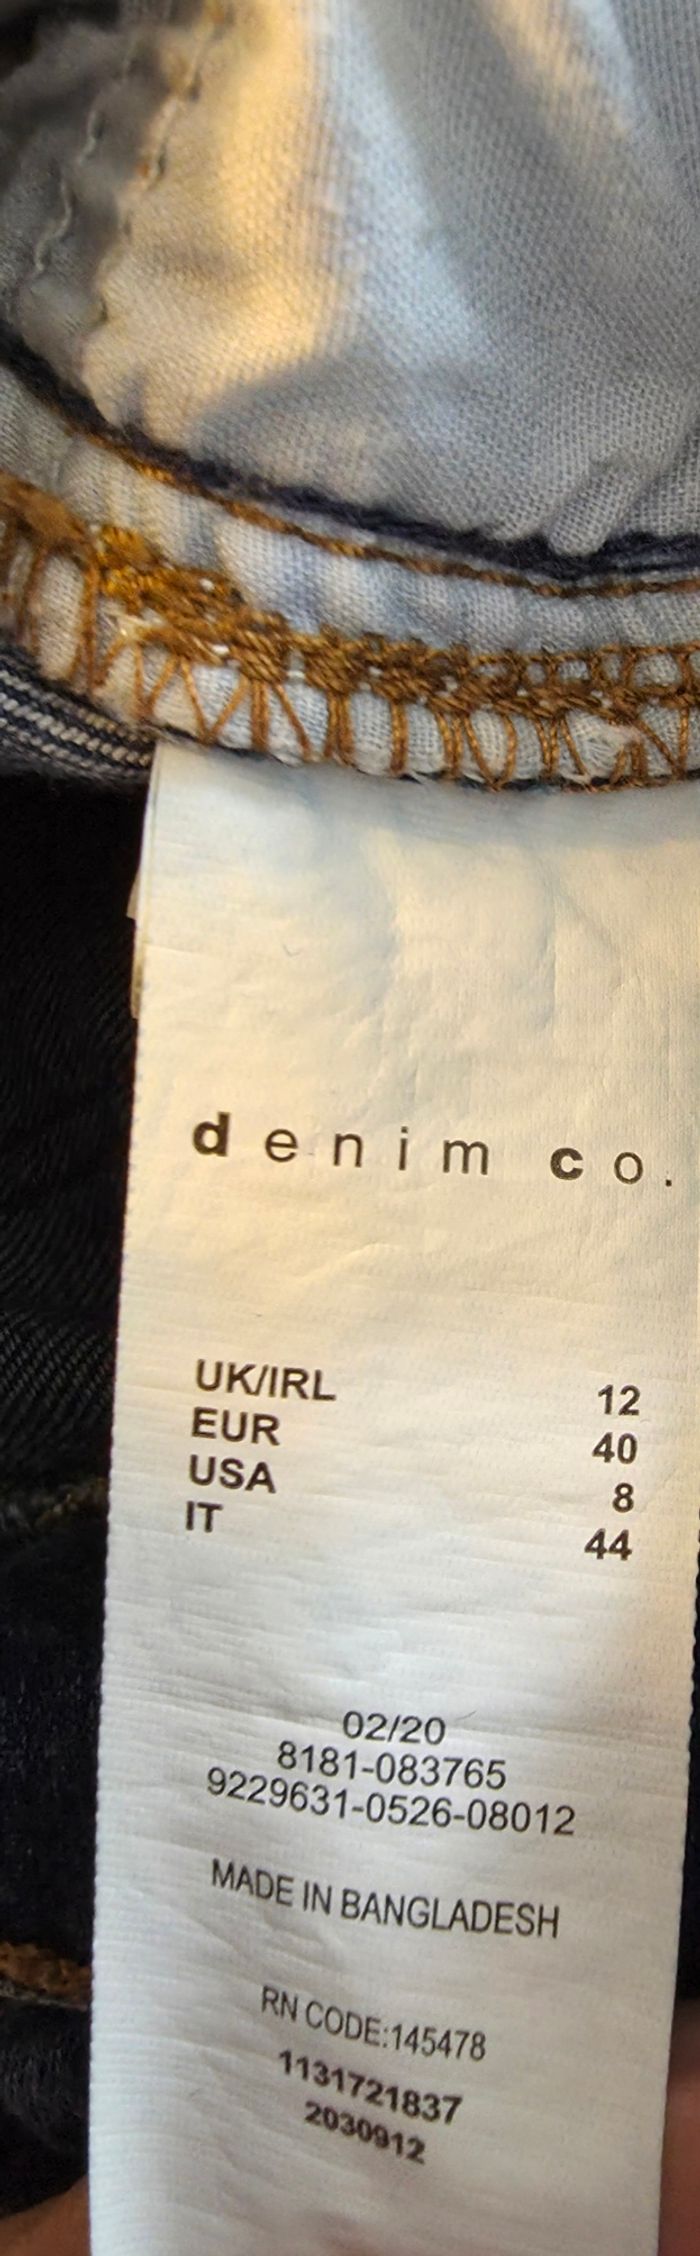 denim co.
UK/IRL 12
EUR 40
USA 8
IT 44
02/20
8181-083765
9229631-0526-08012
MADE IN BANGLADESH
RN CODE:145478
1131721837
2030912